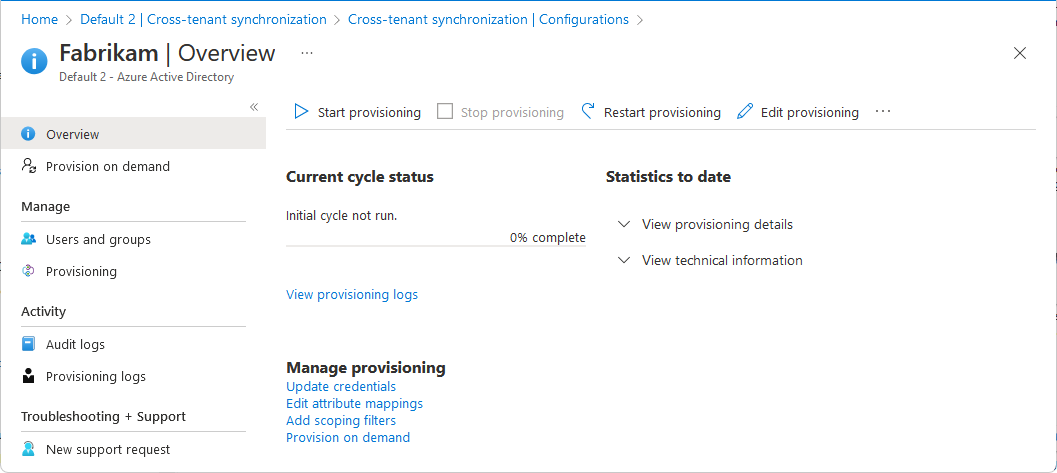 Home > Default 2 | Cross-tenant synchronization > Cross-tenant synchronization | Configurations >
Fabrikam | Overview ...
Default 2 - Azure Active Directory
«
Overview
Provision on demand
Manage
Users and groups
Provisioning
Activity
Audit logs
Provisioning logs
Troubleshooting + Support
New support request
Start provisioning Stop provisioning Restart provisioning Edit provisioning ...
Current cycle status
Initial cycle not run.
0% complete
View provisioning logs
Statistics to date
View provisioning details
View technical information
Manage provisioning
Update credentials
Edit attribute mappings
Add scoping filters
Provision on demand